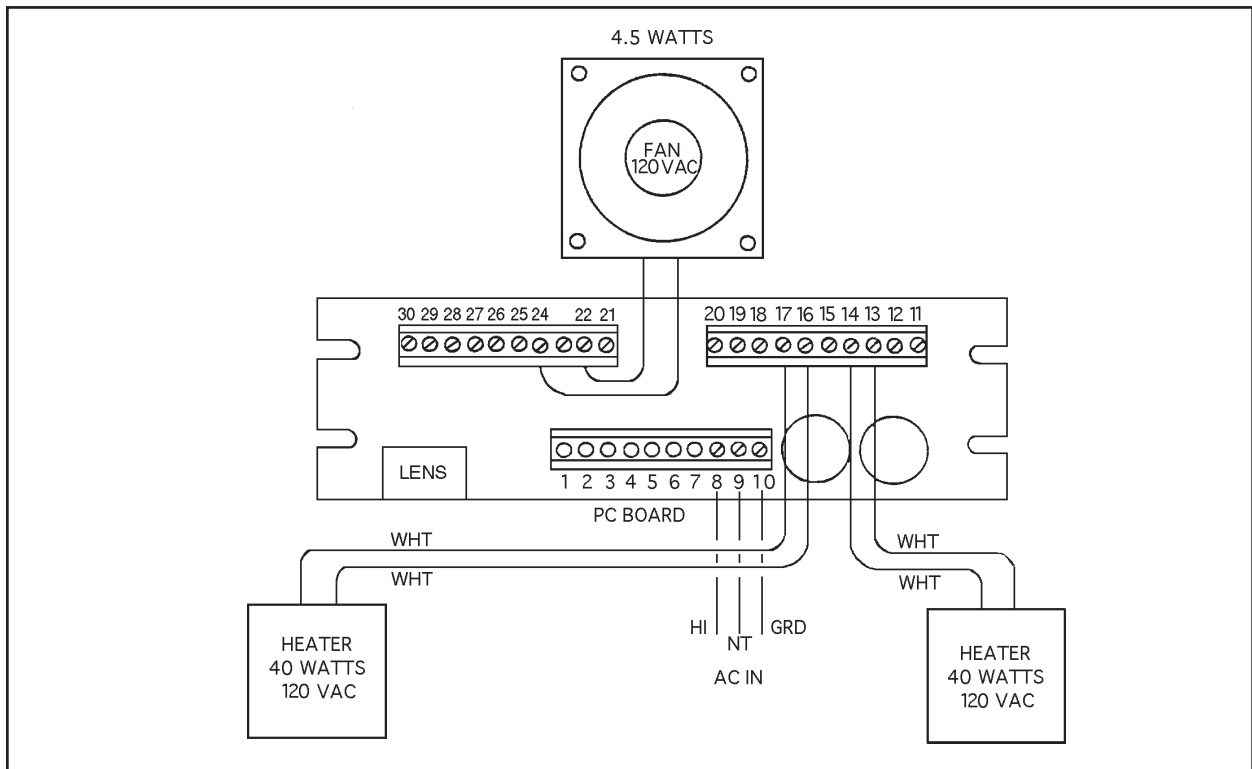 4.5 WATTS
FAN
120 VAC
30 29 28 27 26 25 24 22 21
20 19 18 17 16 15 14 13 12 11
LENS
1 2 3 4 5 6 7 8 9 10
PC BOARD
WHT
WHT
WHT
WHT
HI
NT
GRD
AC IN
HEATER
40 WATTS
120 VAC
HEATER
40 WATTS
120 VAC